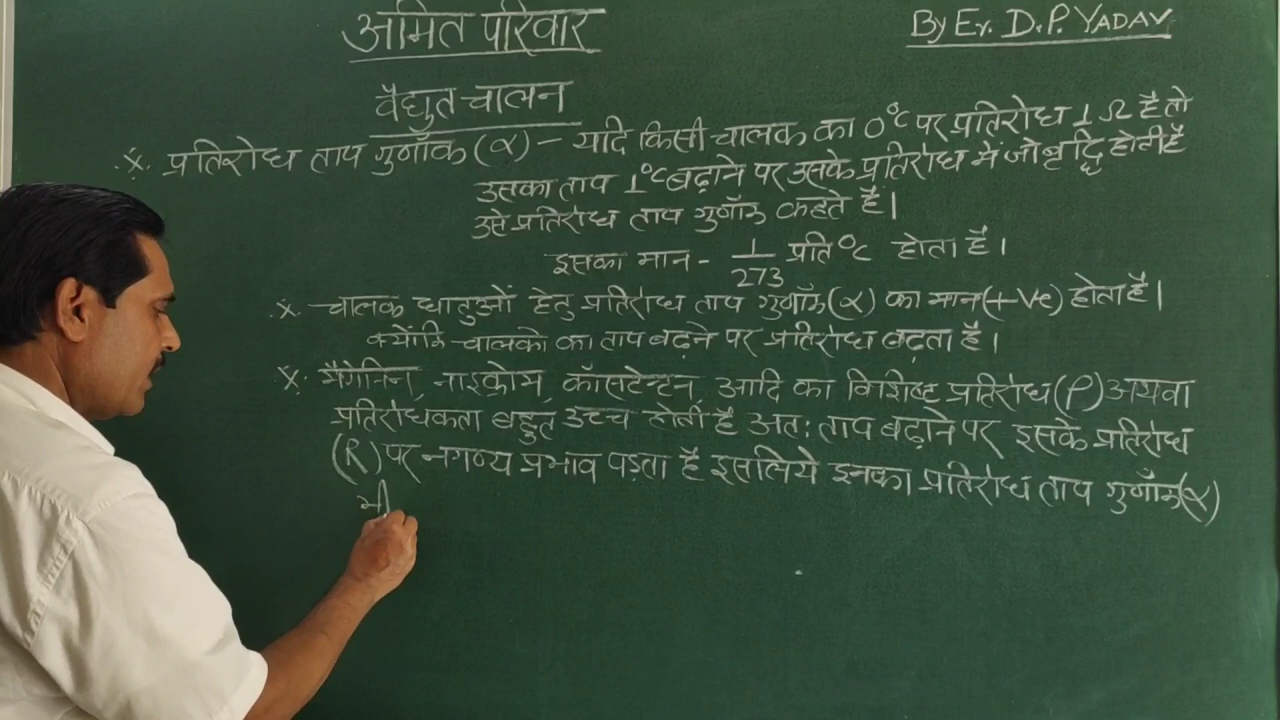 अमित परिवार
By Er. D.P. YADAV
वैद्युत चालन
×. प्रतिरोध ताप गुणाँक (α) - यदि किसी चालक का 0°C पर प्रतिरोध 1 Ω है तो
उसका ताप 1°C बढ़ाने पर उसके प्रतिरोध में जो बृद्धि होती है
उसे प्रतिरोध ताप गुणाँक कहते हैं।
इसका मान - 1/273 प्रति °C होता है।
×. चालक धातुओं हेतु प्रतिरोध ताप गुणाँक (α) का मान (+Ve) होता है।
क्योंकि चालको का ताप बढ़ने पर प्रतिरोध बढ़ता है।
×. मैंगेनिन, नाइक्रोम, कॉंसटेन्टेन, आदि का विशिष्ट प्रतिरोध (ρ) अथवा
प्रतिरोधकता बहुत उच्च होती है अतः ताप बढ़ाने पर इसके प्रतिरोध
(R) पर नगण्य प्रभाव पड़ता है इसलिये इनका प्रतिरोध ताप गुणाँक (α)
भी